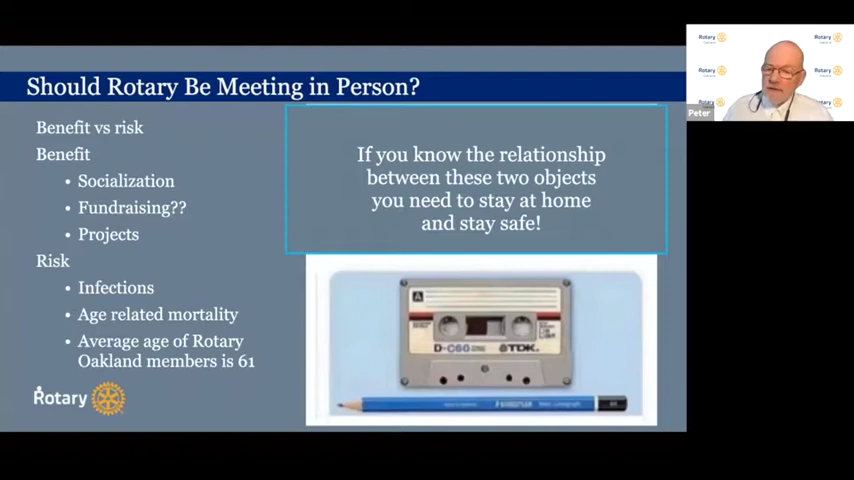 Should Rotary Be Meeting in Person?
Benefit vs risk
Benefit
• Socialization
• Fundraising??
• Projects
Risk
• Infections
• Age related mortality
• Average age of Rotary
Oakland members is 61
Rotary
If you know the relationship
between these two objects
you need to stay at home
and stay safe!
A
D-C60
TDK
STAEDTLER
Rotary
Rotary
Rotary
Rotary
Rotary
Rotary
Peter